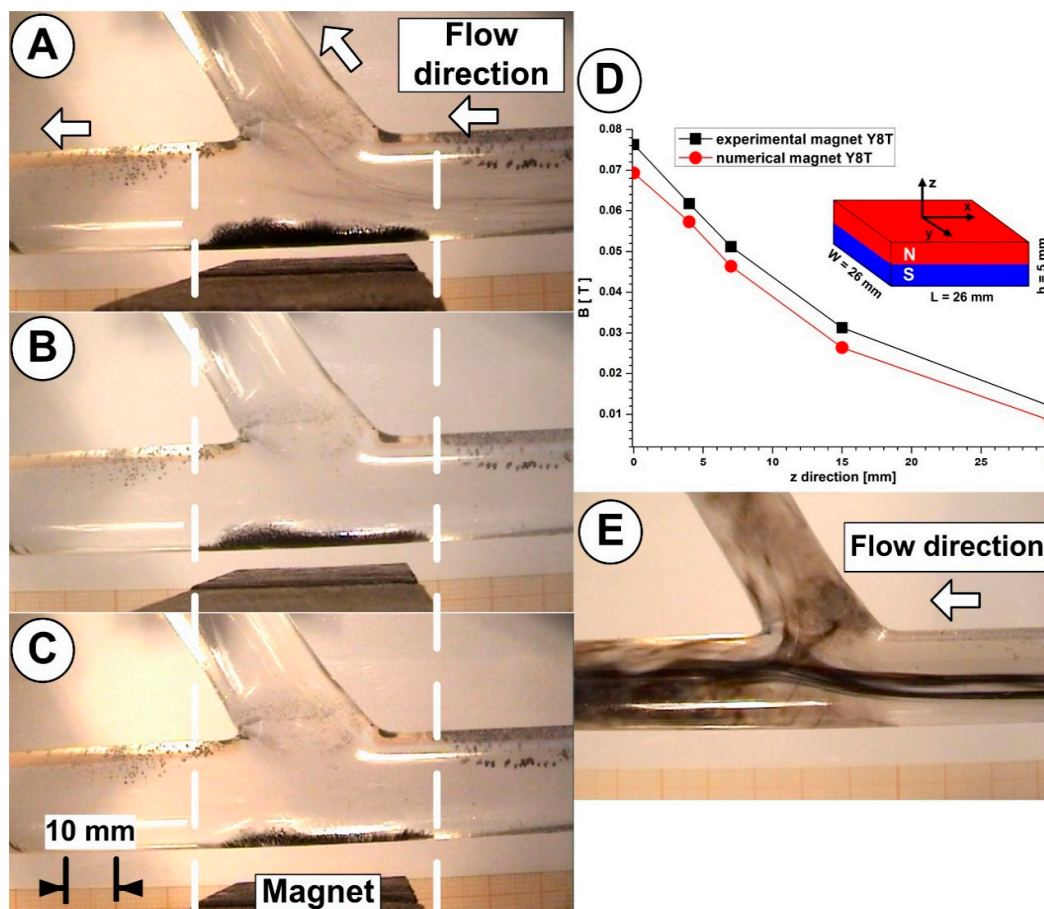 A
Flow
direction
B
C
10 mm
Magnet
D
experimental magnet Y8T
numerical magnet Y8T
0.08
0.07
0.06
0.05
0.04
0.03
0.02
0.01
B [ T ]
0
5
10
15
20
25
z direction [mm]
z
x
y
N
S
W = 26 mm
L = 26 mm
h = 5 mm
E
Flow direction